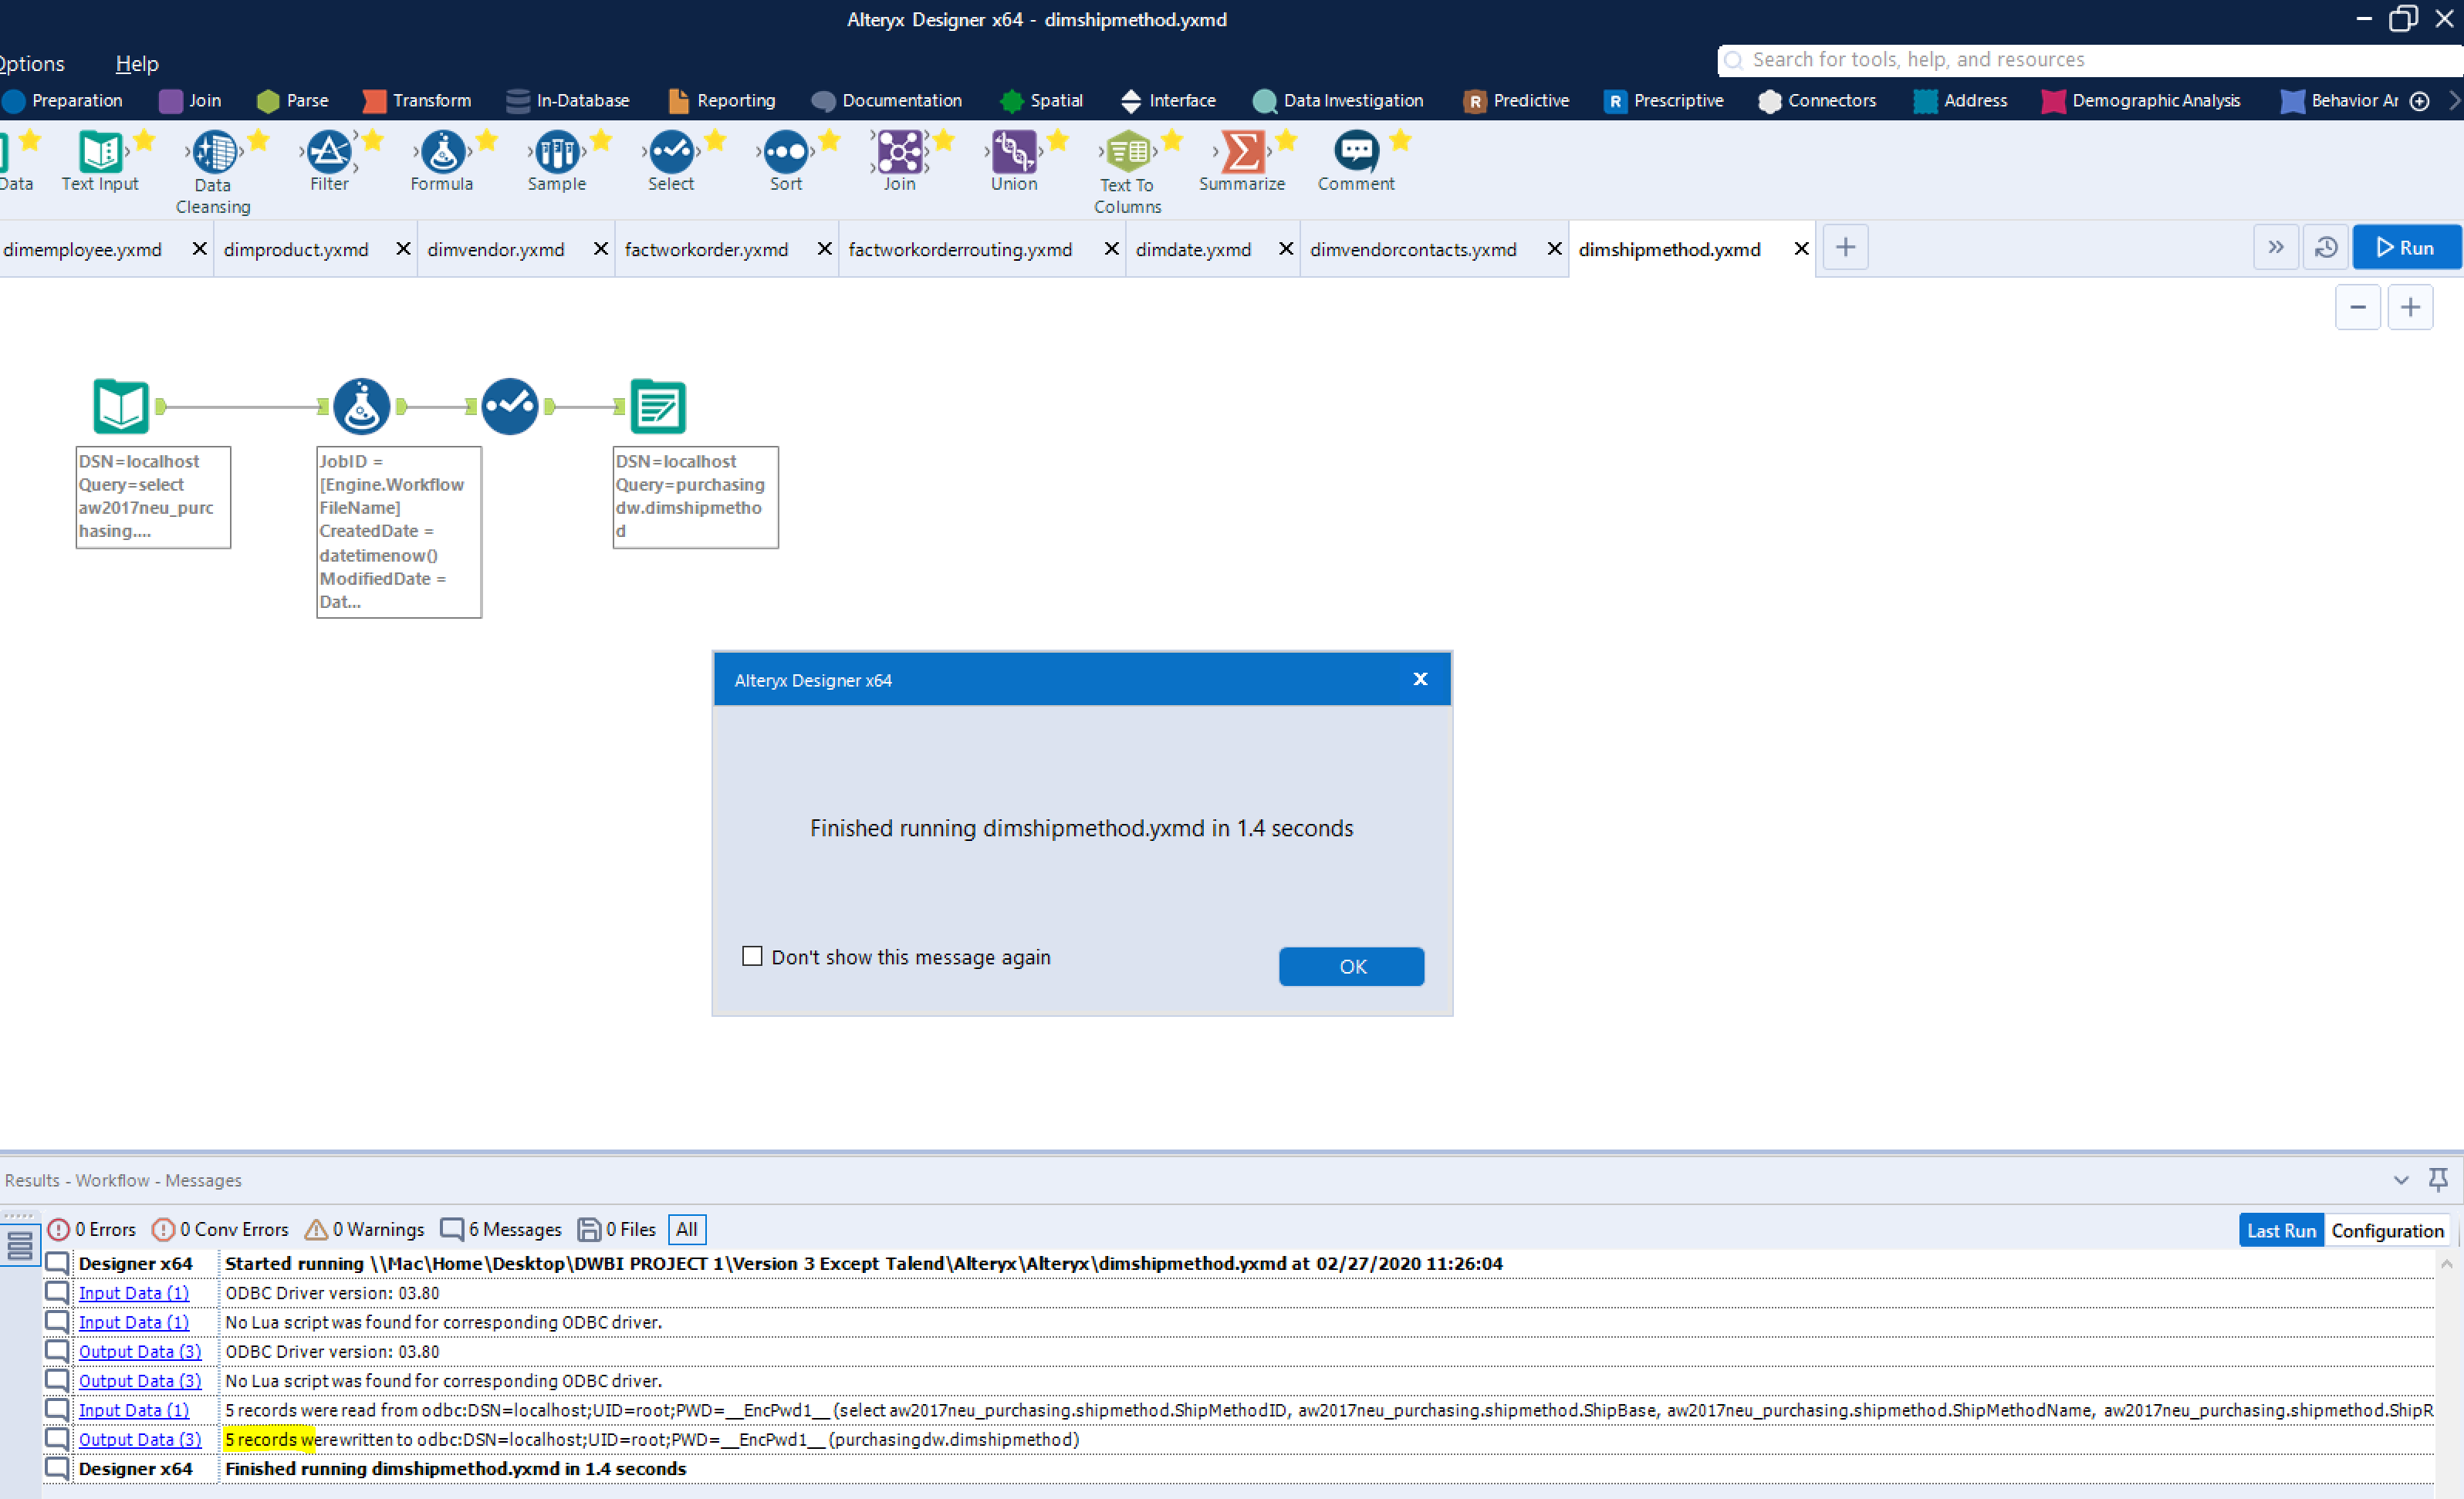 Alteryx Designer x64 - dimshipmethod.yxmd
Options Help
Search for tools, help, and resources
Preparation Join Parse Transform In-Database Reporting Documentation Spatial Interface Data Investigation Predictive Prescriptive Connectors Address Demographic Analysis Behavior Ar
Data Text Input Data Cleansing Filter Formula Sample Select Sort Join Union Text To Columns Summarize Comment
dimemployee.yxmd dimproduct.yxmd dimvendor.yxmd factworkorder.yxmd factworkorderrouting.yxmd dimdate.yxmd dimvendorcontacts.yxmd dimshipmethod.yxmd Run
DSN=localhost
Query=select
aw2017neu_purc
hasing....
JobID =
[Engine.Workflow
FileName]
CreatedDate =
datetimenow()
ModifiedDate =
Dat...
DSN=localhost
Query=purchasing
dw.dimshipmetho
d
Alteryx Designer x64
Finished running dimshipmethod.yxmd in 1.4 seconds
Don't show this message again
OK
Results - Workflow - Messages
0 Errors 0 Conv Errors 0 Warnings 6 Messages 0 Files All Last Run Configuration
Designer x64 Started running \\Mac\Home\Desktop\DWBI PROJECT 1\Version 3 Except Talend\Alteryx\Alteryx\dimshipmethod.yxmd at 02/27/2020 11:26:04
Input Data (1) ODBC Driver version: 03.80
Input Data (1) No Lua script was found for corresponding ODBC driver.
Output Data (3) ODBC Driver version: 03.80
Output Data (3) No Lua script was found for corresponding ODBC driver.
Input Data (1) 5 records were read from odbc:DSN=localhost;UID=root;PWD=__EncPwd1__ (select aw2017neu_purchasing.shipmethod.ShipMethodID, aw2017neu_purchasing.shipmethod.ShipBase, aw2017neu_purchasing.shipmethod.ShipMethodName, aw2017neu_purchasing.shipmethod.ShipR
Output Data (3) 5 records were written to odbc:DSN=localhost;UID=root;PWD=__EncPwd1__ (purchasingdw.dimshipmethod)
Designer x64 Finished running dimshipmethod.yxmd in 1.4 seconds